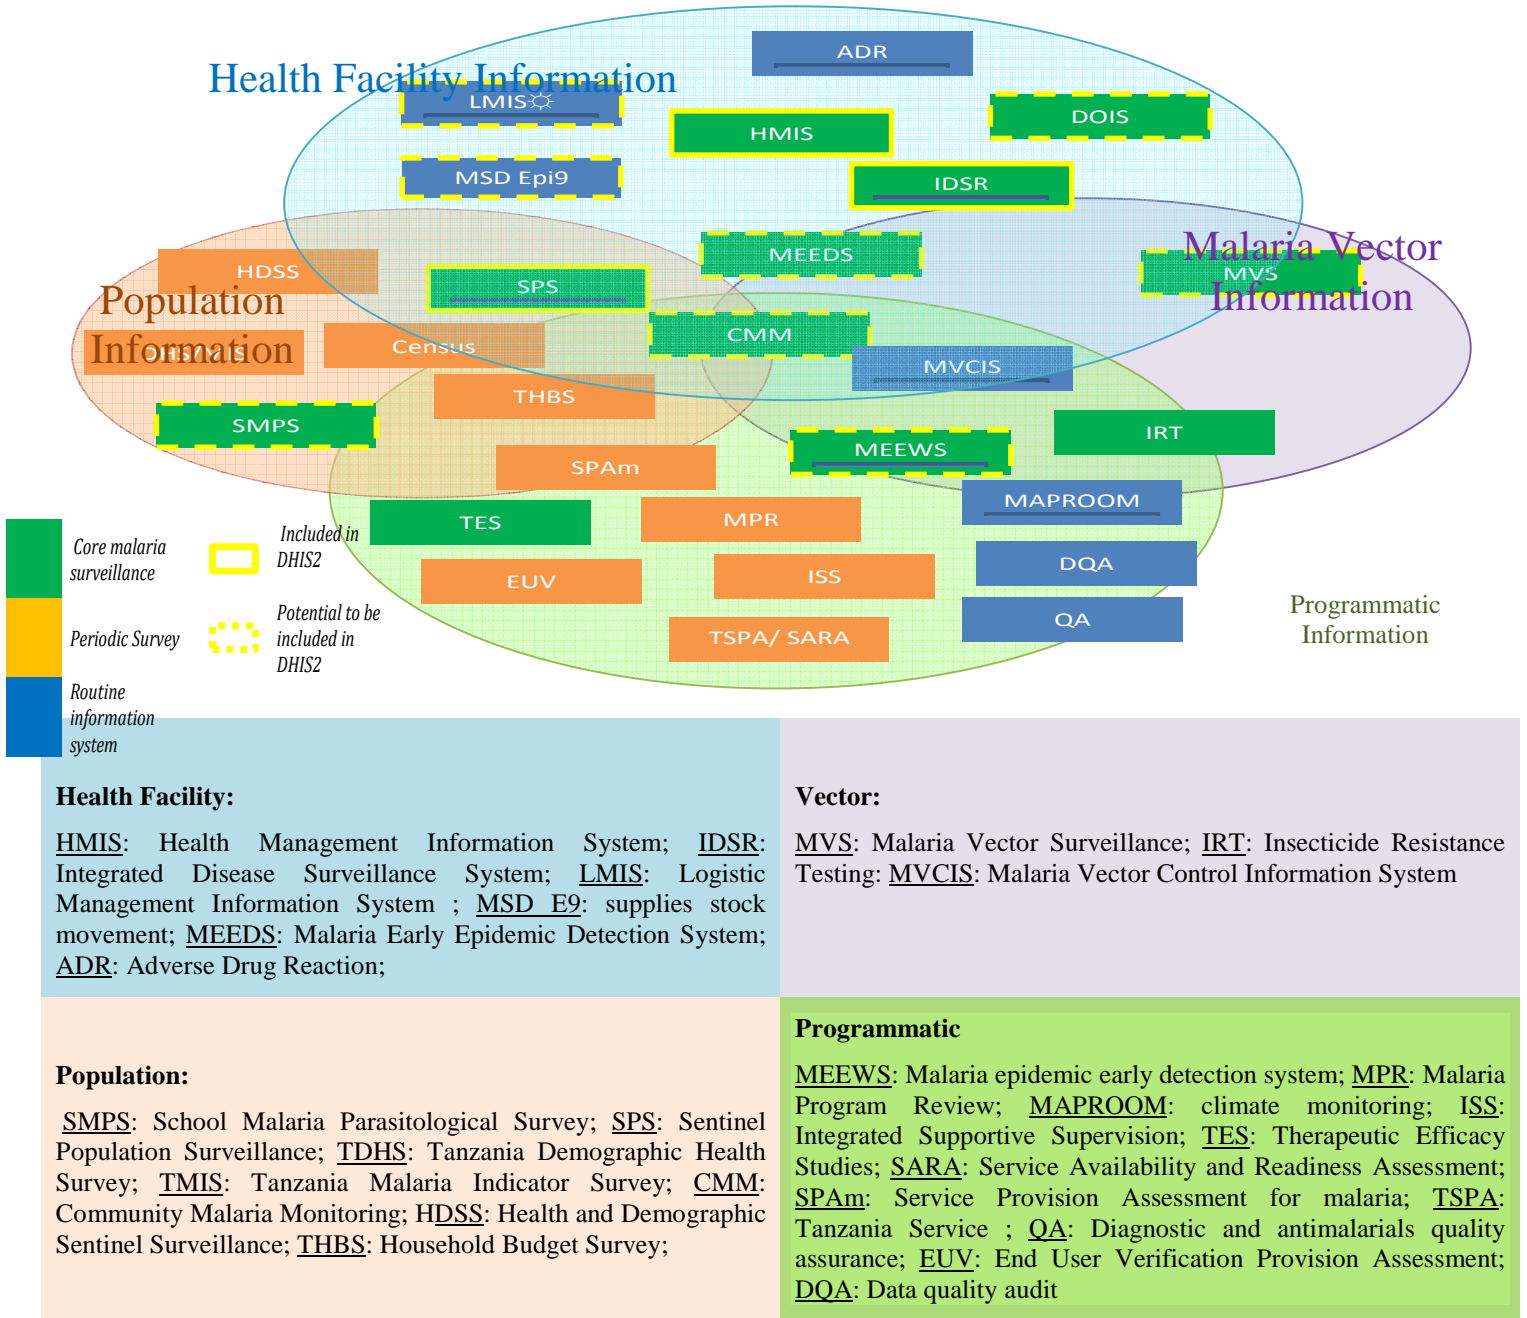 ADR
Health Facility Information
LMIS☼
DOIS
HMIS
MSD Epi9
IDSR
MEEDS
Malaria Vector
Information
MVS
HDSS
SPS
Population
Information
CMM
Census
DHS/MIS
MVCIS
THBS
SMPS
IRT
MEEWS
SPAm
MAPROOM
TES
MPR
DQA
EUV
ISS
QA
TSPA/ SARA
Programmatic
Information
Core malaria
surveillance
Included in
DHIS2
Periodic Survey
Potential to be
included in
DHIS2
Routine
information
system
Health Facility:
HMIS: Health Management Information System; IDSR:
Integrated Disease Surveillance System; LMIS: Logistic
Management Information System ; MSD E9: supplies stock
movement; MEEDS: Malaria Early Epidemic Detection System;
ADR: Adverse Drug Reaction;
Vector:
MVS: Malaria Vector Surveillance; IRT: Insecticide Resistance
Testing: MVCIS: Malaria Vector Control Information System
Population:
SMPS: School Malaria Parasitological Survey; SPS: Sentinel
Population Surveillance; TDHS: Tanzania Demographic Health
Survey; TMIS: Tanzania Malaria Indicator Survey; CMM:
Community Malaria Monitoring; HDSS: Health and Demographic
Sentinel Surveillance; THBS: Household Budget Survey;
Programmatic
MEEWS: Malaria epidemic early detection system; MPR: Malaria
Program Review; MAPROOM: climate monitoring; ISS:
Integrated Supportive Supervision; TES: Therapeutic Efficacy
Studies; SARA: Service Availability and Readiness Assessment;
SPAm: Service Provision Assessment for malaria; TSPA:
Tanzania Service ; QA: Diagnostic and antimalarials quality
assurance; EUV: End User Verification Provision Assessment;
DQA: Data quality audit